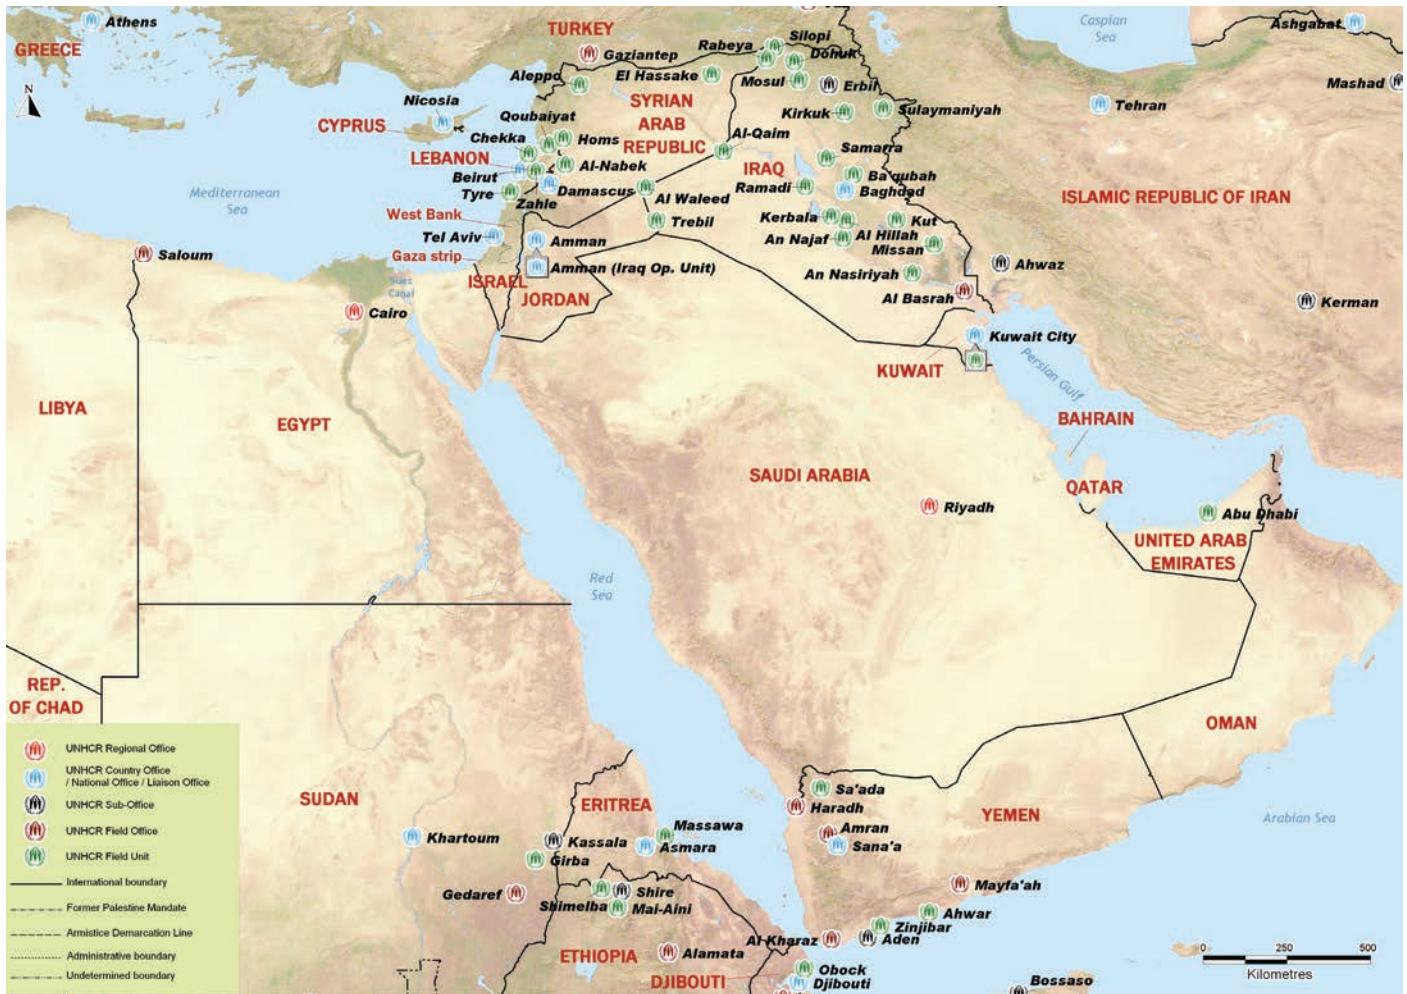 Athens
GREECE
TURKEY
Gaziantep
Rabeya
Silopi
Dohuk
Caspian
Sea
Ashgabat
Aleppo
El Hassake
Mosul
Erbil
Mashad
N
Nicosia
CYPRUS
Qoubaiyat
Chekka
Homs
SYRIAN
ARAB
REPUBLIC
Al-Qaim
Kirkuk
Sulaymaniyah
Tehran
LEBANON
Al-Nabek
Beirut
Damascus
Tyre
Zahle
IRAQ
Samarra
Ramadi
Ba'qubah
Baghdad
ISLAMIC REPUBLIC OF IRAN
Mediterranean
Sea
West Bank
Al Waleed
Trebil
Kerbala
Kut
An Najaf
Al Hillah
Missan
Tel Aviv
Amman
Gaza strip
Amman (Iraq Op. Unit)
Saloum
Suez
Canal
ISRAEL
JORDAN
An Nasiriyah
Ahwaz
Al Basrah
Kerman
Cairo
Kuwait City
KUWAIT
Persian Gulf
LIBYA
EGYPT
BAHRAIN
SAUDI ARABIA
QATAR
Riyadh
Abu Dhabi
UNITED ARAB
EMIRATES
Red
Sea
REP.
OF CHAD
OMAN
UNHCR Regional Office
UNHCR Country Office
/ National Office / Liaison Office
UNHCR Sub-Office
UNHCR Field Office
UNHCR Field Unit
International boundary
Former Palestine Mandate
Armistice Demarcation Line
Administrative boundary
Undetermined boundary
SUDAN
ERITREA
Sa'ada
Haradh
YEMEN
Arabian Sea
Khartoum
Kassala
Massawa
Asmara
Amran
Sana'a
Girba
Gedaref
Shire
Shimelba
Mai-Aini
Mayfa'ah
Ahwar
Zinjibar
Al Kharaz
Aden
ETHIOPIA
Alamata
DJIBOUTI
Obock
Djibouti
Bossaso
0 250 500
Kilometres